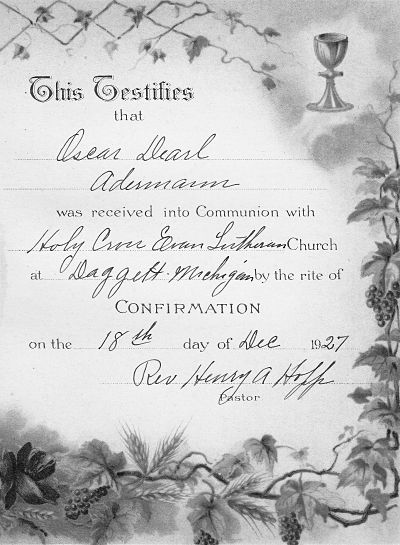 This Testifies
that
Oscar Dearl
Adermann
was received into Communion with
Holy Cross Evan Lutheran Church
at Daggett Michigan by the rite of
CONFIRMATION
on the 18th day of Dec 1927
Rev Henry A Hopp
Pastor